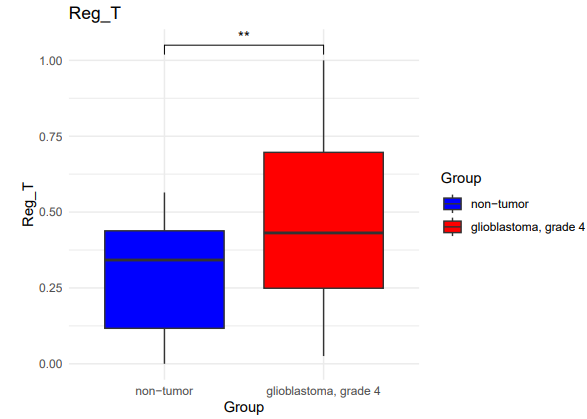 Reg_T
**
1.00
0.75
0.50
0.25
0.00
Reg_T
non−tumor
glioblastoma, grade 4
Group
Group
non−tumor
glioblastoma, grade 4